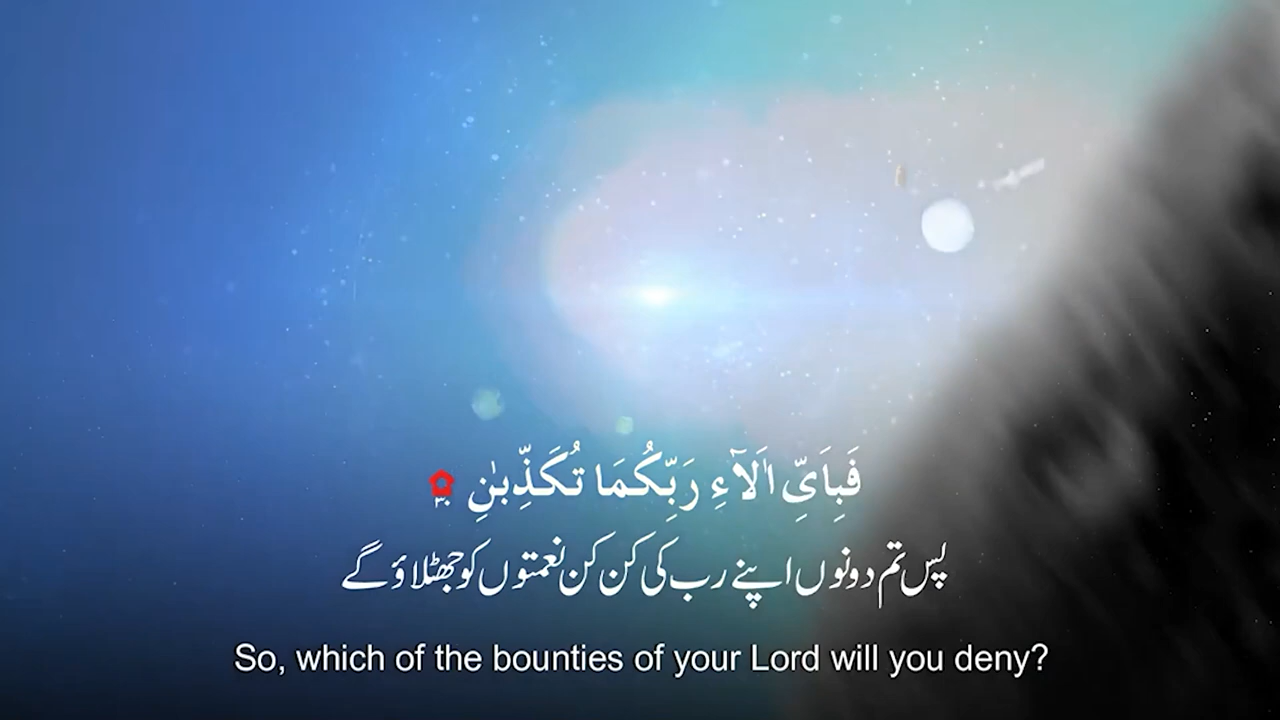 فَبِاَىِّ اٰلَآءِ رَبِّكُمَا تُكَذِّبٰنِ
پس تم دونوں اپنے رب کی کن کن نعمتوں کو جھٹلاؤ گے
So, which of the bounties of your Lord will you deny?